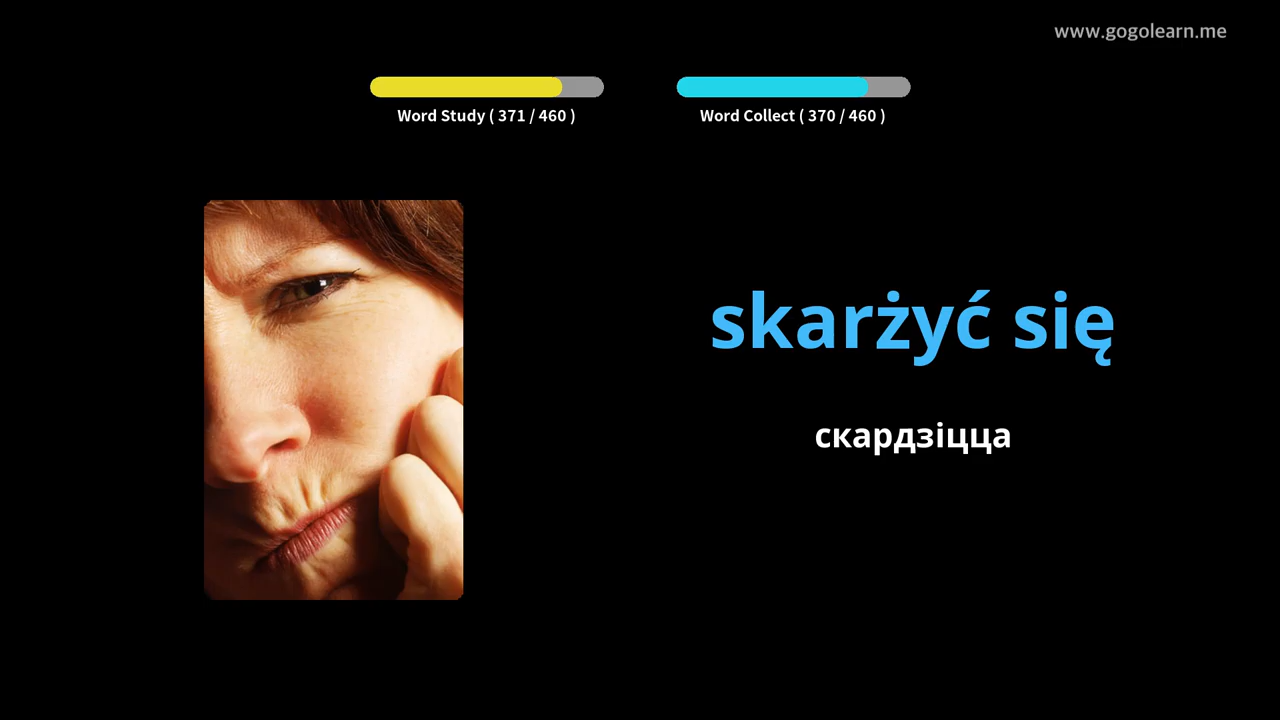 www.gogolearn.me
Word Study ( 371 / 460 )
Word Collect ( 370 / 460 )
skarżyć się
скардзіцца